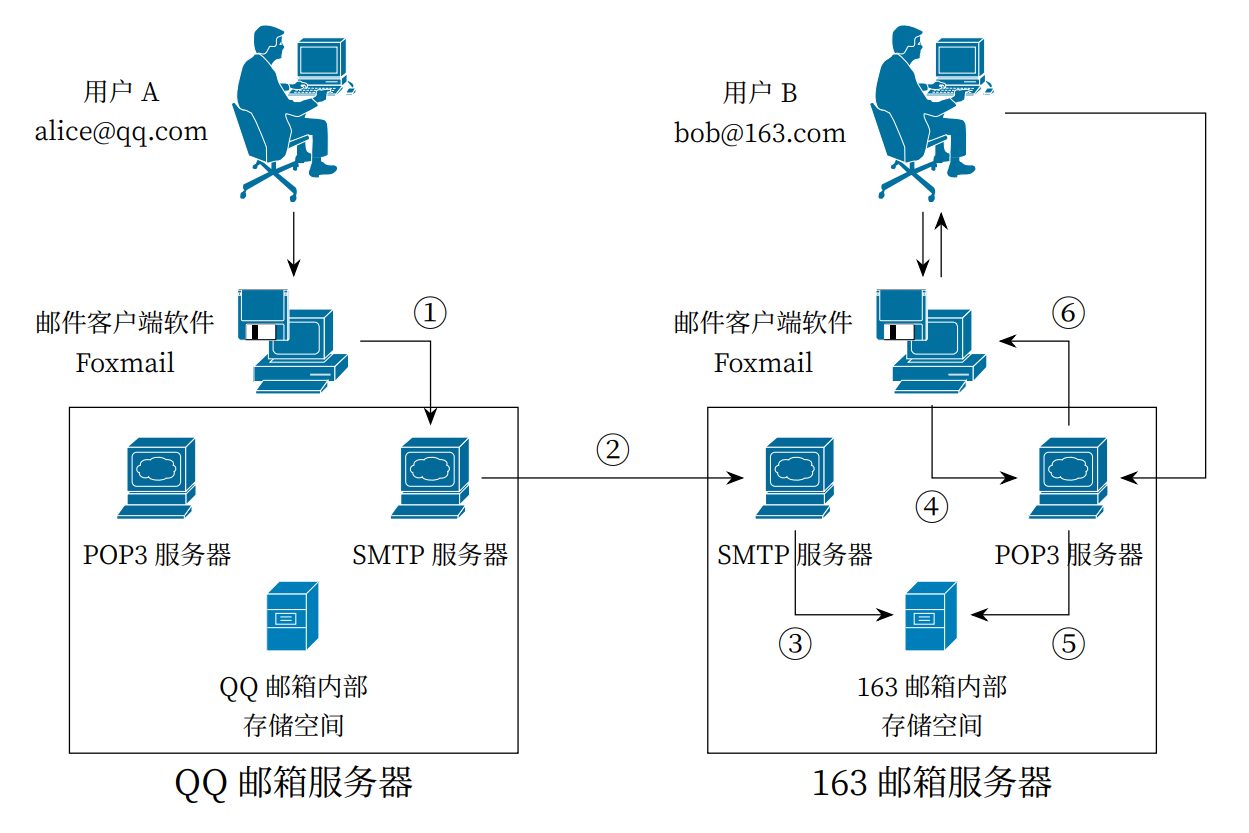 用户 A
alice@qq.com
用户 B
bob@163.com
邮件客户端软件
Foxmail
①
邮件客户端软件
Foxmail
⑥
②
④
POP3 服务器
SMTP 服务器
SMTP 服务器
POP3 服务器
③
⑤
QQ 邮箱内部
存储空间
163 邮箱内部
存储空间
QQ 邮箱服务器
163 邮箱服务器